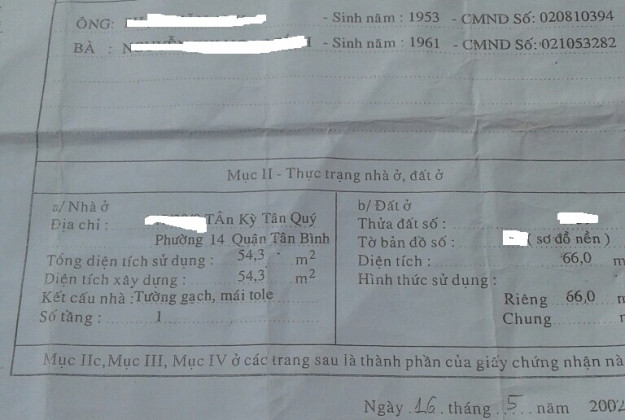 ÔNG: - Sinh năm : 1953 - CMND Số: 020810394
BÀ : - Sinh năm : 1961 - CMND Số: 021053282
Mục II - Thực trạng nhà ở, đất ở
a/ Nhà ở
Địa chỉ : TÂn Kỳ Tân Quý
Phường 14 Quận Tân Bình
Tổng diện tích sử dụng : 54,3 m2
Diện tích xây dựng : 54,3 m2
Kết cấu nhà : Tường gạch, mái tole
Số tầng : 1
b/ Đất ở
Thửa đất số :
Tờ bản đồ số : ( sơ đồ nền )
Diện tích : 66,0 m
Hình thức sử dụng :
Riêng 66,0 m
Chung
Mục IIc, Mục III, Mục IV ở các trang sau là thành phần của giấy chứng nhận nà
Ngày 16 tháng 5 năm 2002